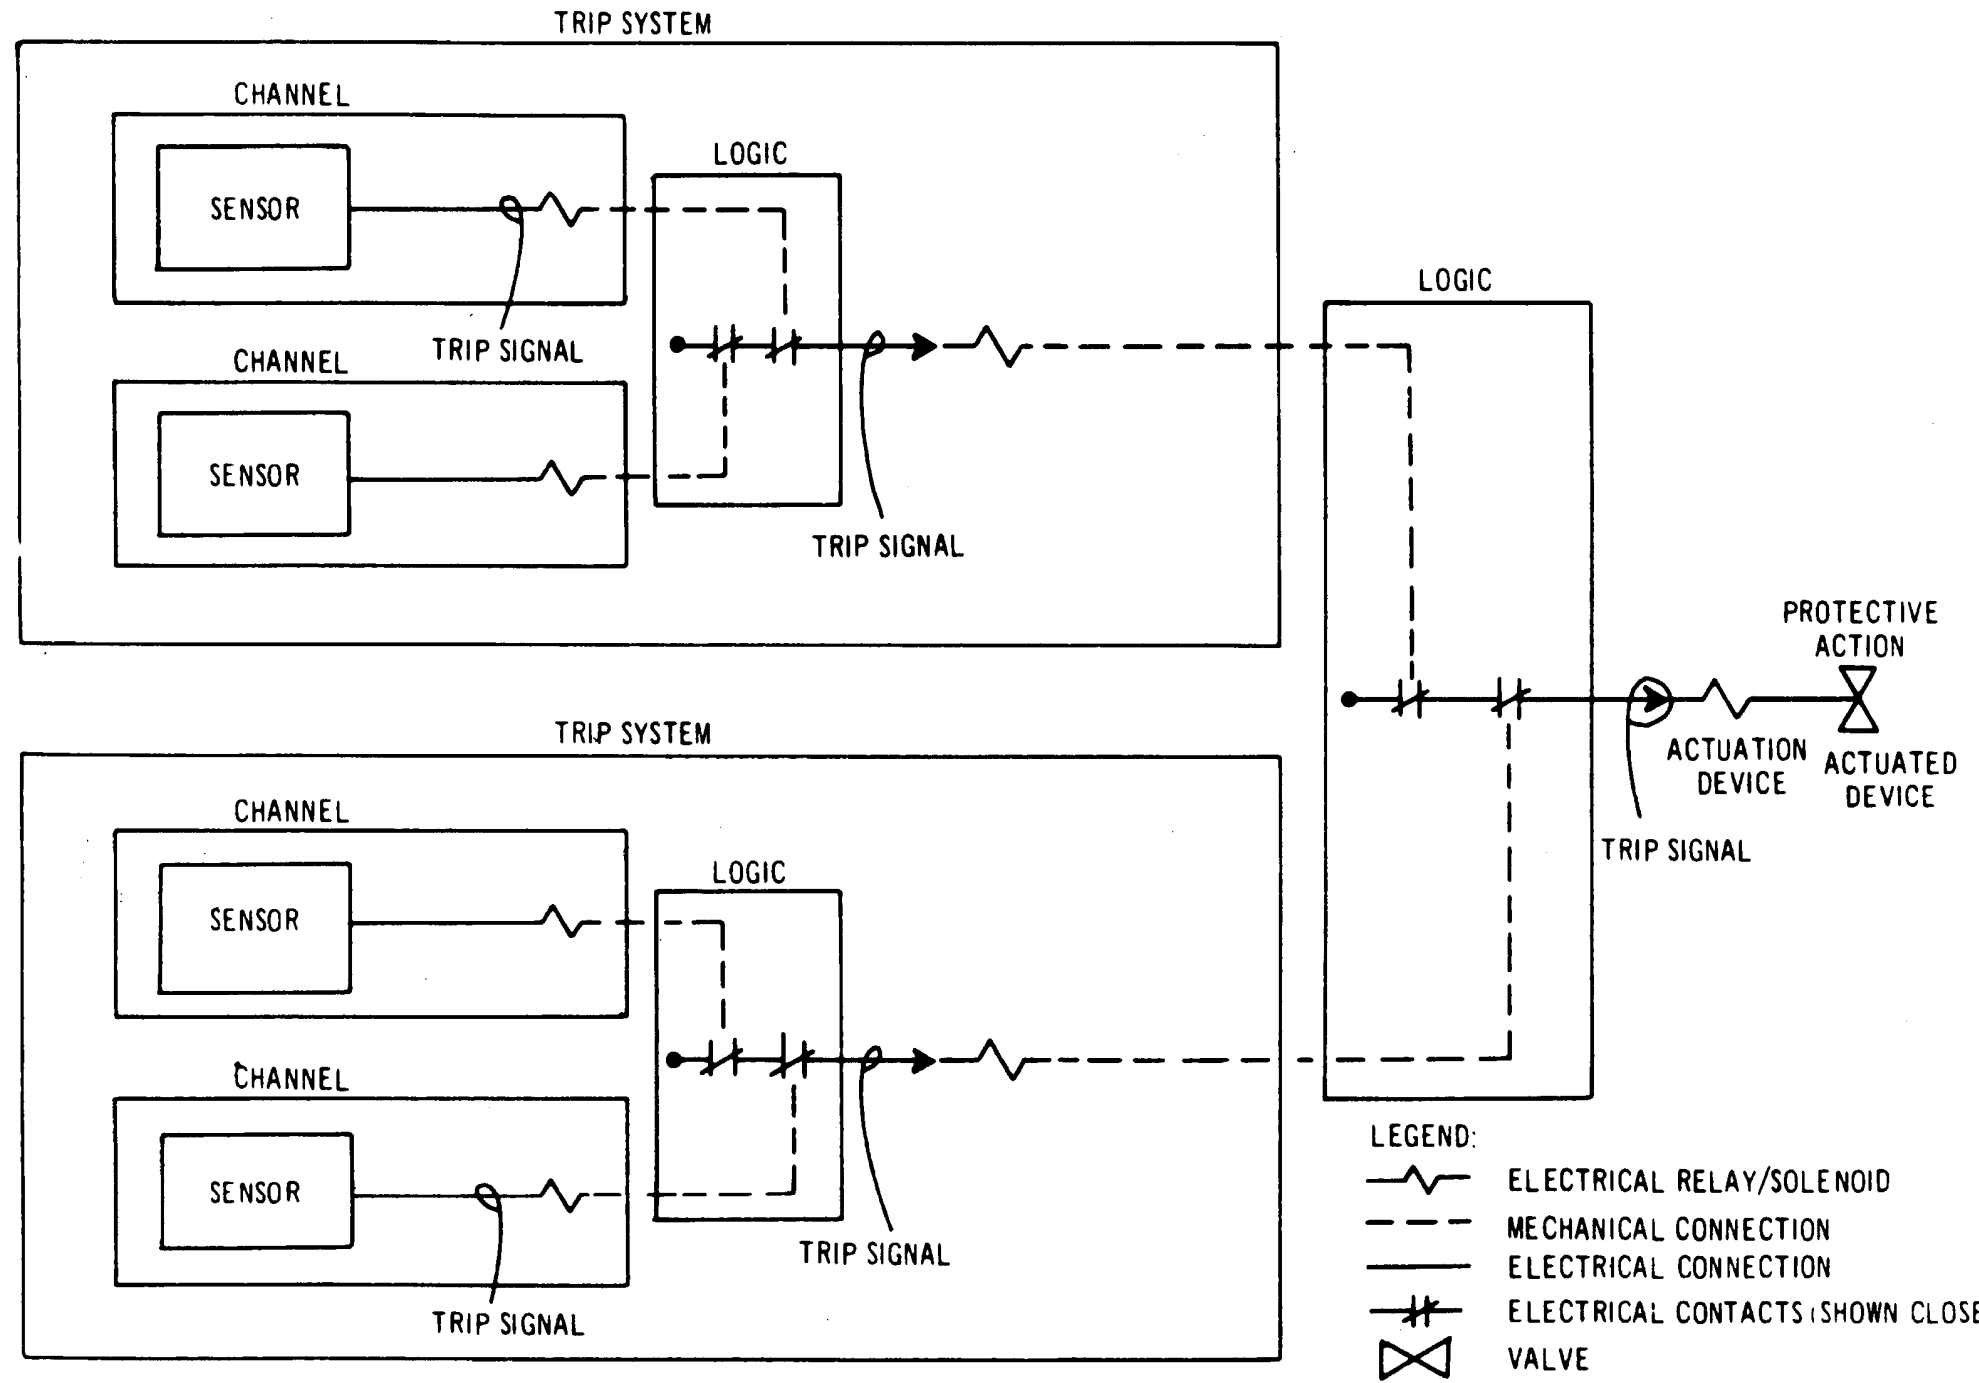 TRIP SYSTEM
CHANNEL
SENSOR
TRIP SIGNAL
LOGIC
CHANNEL
SENSOR
TRIP SIGNAL
LOGIC
PROTECTIVE
ACTION
ACTUATION
DEVICE
ACTUATED
DEVICE
TRIP SIGNAL
TRIP SYSTEM
CHANNEL
SENSOR
LOGIC
CHANNEL
SENSOR
TRIP SIGNAL
TRIP SIGNAL
LEGEND:
ELECTRICAL RELAY/SOLENOID
MECHANICAL CONNECTION
ELECTRICAL CONNECTION
ELECTRICAL CONTACTS (SHOWN CLOSE
VALVE